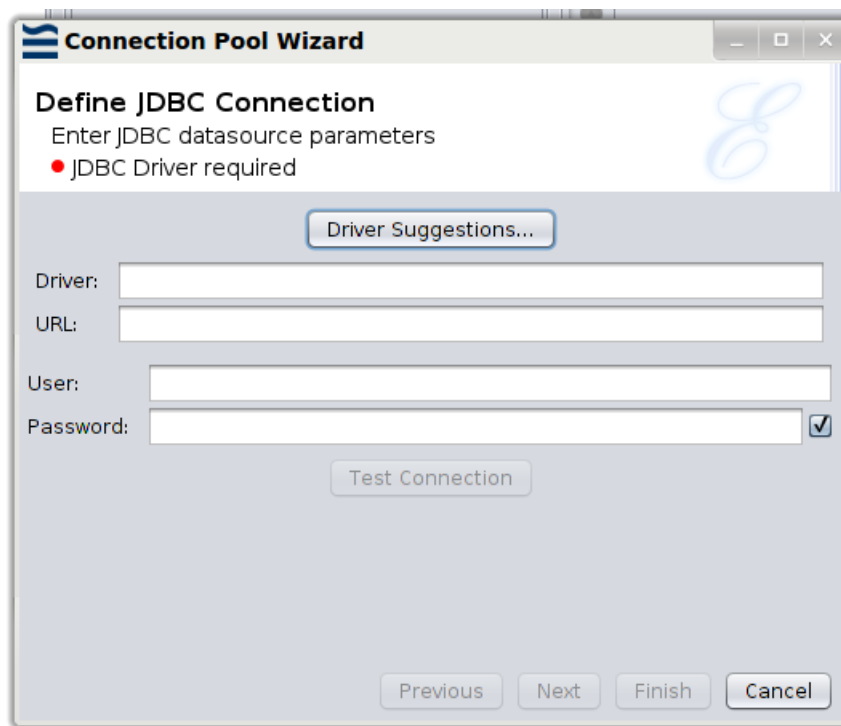 Connection Pool Wizard
Define JDBC Connection
Enter JDBC datasource parameters
JDBC Driver required
E
Driver Suggestions...
Driver:
URL:
User:
Password:
Test Connection
Previous Next Finish Cancel